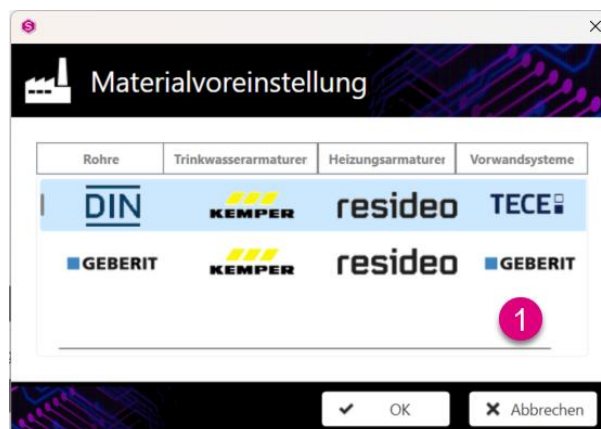 S
Materialvoreinstellung
Rohre Trinkwasserarmaturer Heizungsarmaturer Vorwandsysteme
DIN KEMPER resideo TECE
GEBERIT KEMPER resideo GEBERIT
1
OK Abbrechen